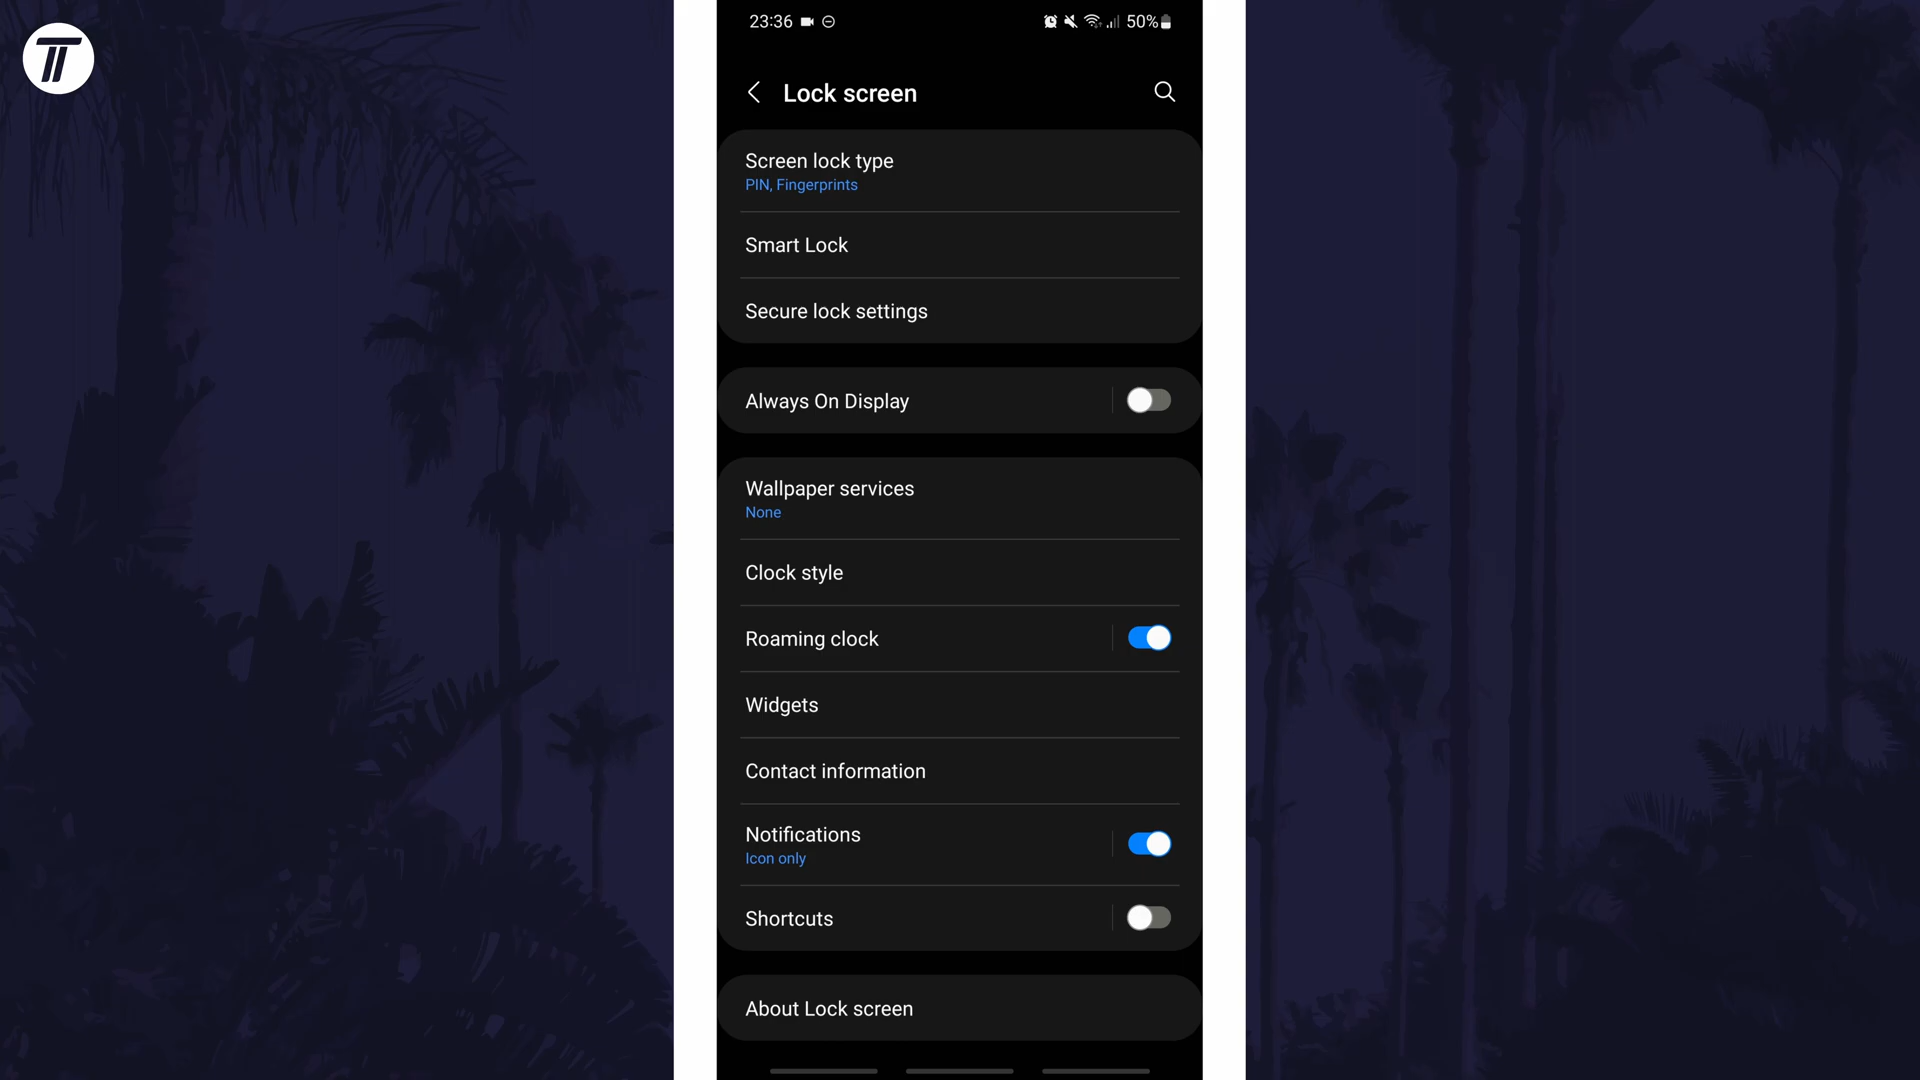 23:36
50%
Lock screen
Screen lock type
PIN, Fingerprints
Smart Lock
Secure lock settings
Always On Display
Wallpaper services
None
Clock style
Roaming clock
Widgets
Contact information
Notifications
Icon only
Shortcuts
About Lock screen